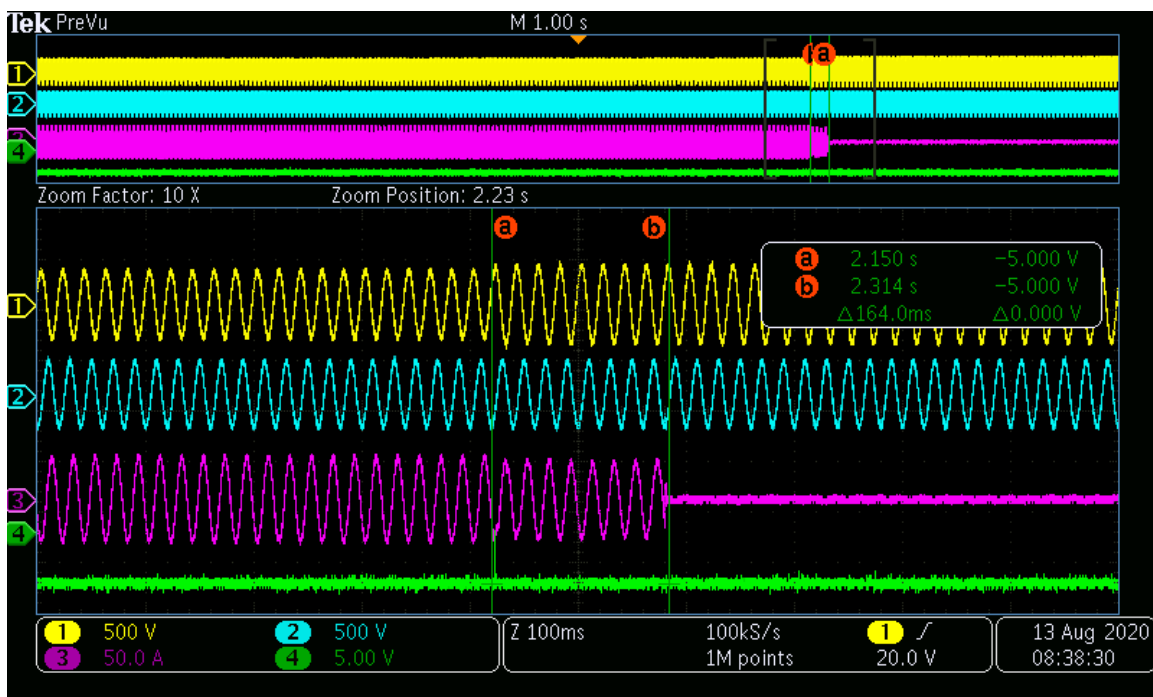 Tek PreVu M 1.00 s
a
1
2
3
4
Zoom Factor: 10 X Zoom Position: 2.23 s
a b
a 2.150 s −5.000 V
b 2.314 s −5.000 V
△164.0ms △0.000 V
1
2
3
4
1 500 V 2 500 V Z 100ms 100kS/s 1 13 Aug 2020
3 50.0 A 4 5.00 V 1M points 20.0 V 08:38:30